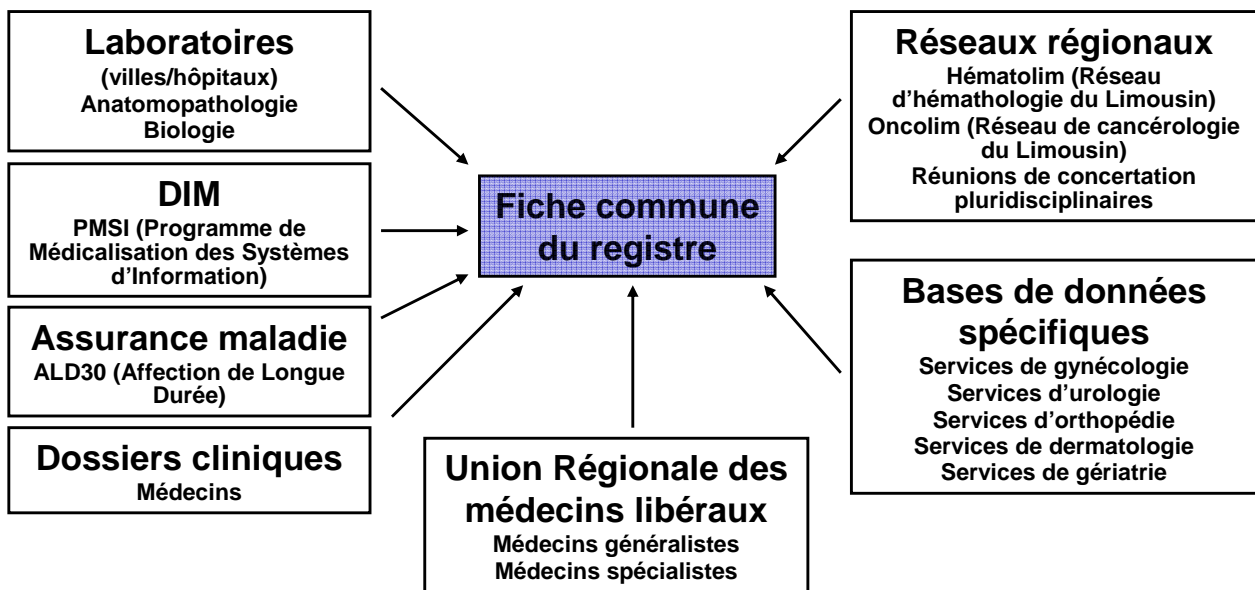 Laboratoires
(villes/hôpitaux)
Anatomopathologie
Biologie
DIM
PMSI (Programme de
Médicalisation des Systèmes
d’Information)
Assurance maladie
ALD30 (Affection de Longue
Durée)
Dossiers cliniques
Médecins
Fiche commune
du registre
Union Régionale des
médecins libéraux
Médecins généralistes
Médecins spécialistes
Réseaux régionaux
Hématolim (Réseau
d’hémathologie du Limousin)
Oncolim (Réseau de cancérologie
du Limousin)
Réunions de concertation
pluridisciplinaires
Bases de données
spécifiques
Services de gynécologie
Services d’urologie
Services d’orthopédie
Services de dermatologie
Services de gériatrie